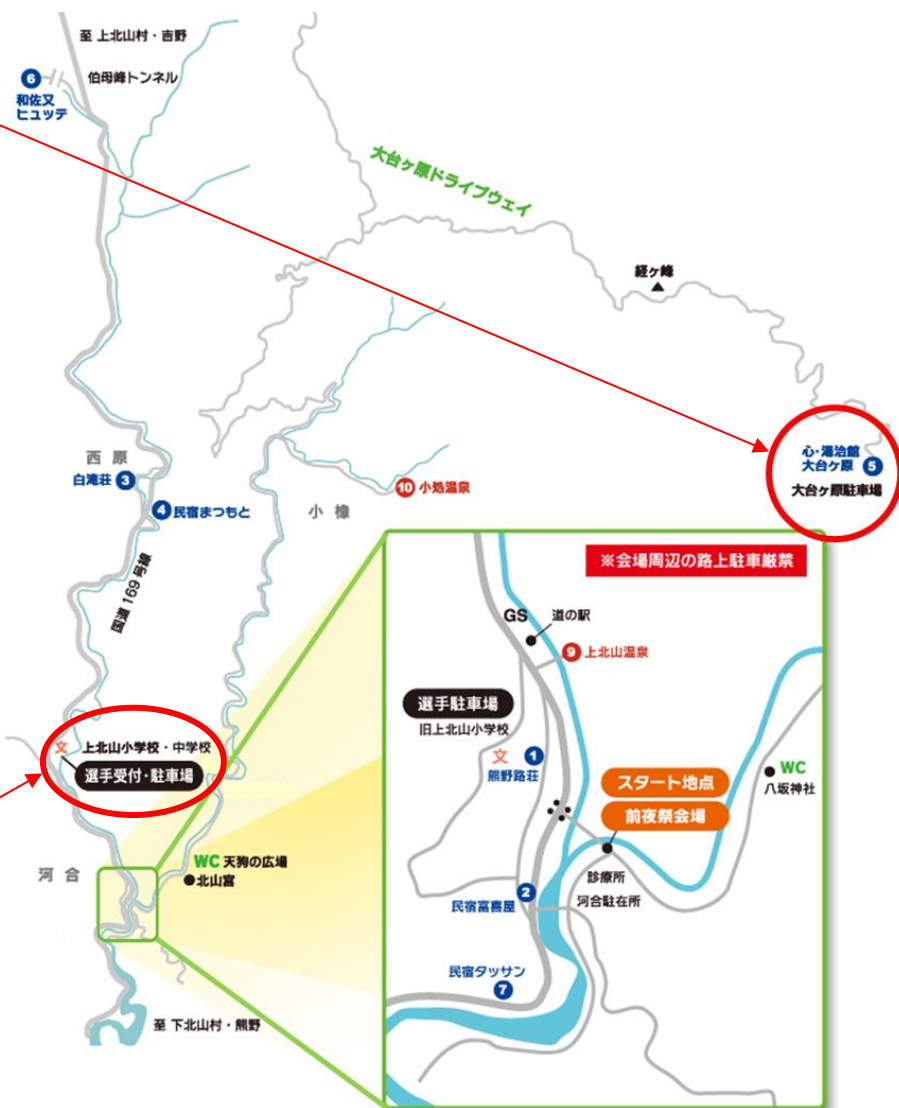 至 上北山村・吉野
6
伯母峰トンネル
和佐又
ヒュッテ
大台ヶ原ドライブウェイ
経ヶ峰
心・湯治館
大台ヶ原 5
大台ヶ原駐車場
西原
白滝荘 3
4 民宿まつもと
10 小処温泉
小橡
国道169号線
※会場周辺の路上駐車厳禁
GS 道の駅
9 上北山温泉
選手駐車場
旧上北山小学校
文 1
熊野路荘
スタート地点
前夜祭会場
WC
八坂神社
診療所
河合駐在所
2
民宿富喜屋
民宿タッサン
7
文 上北山小学校・中学校
選手受付・駐車場
河合
WC 天狗の広場
北山宮
至 下北山村・熊野